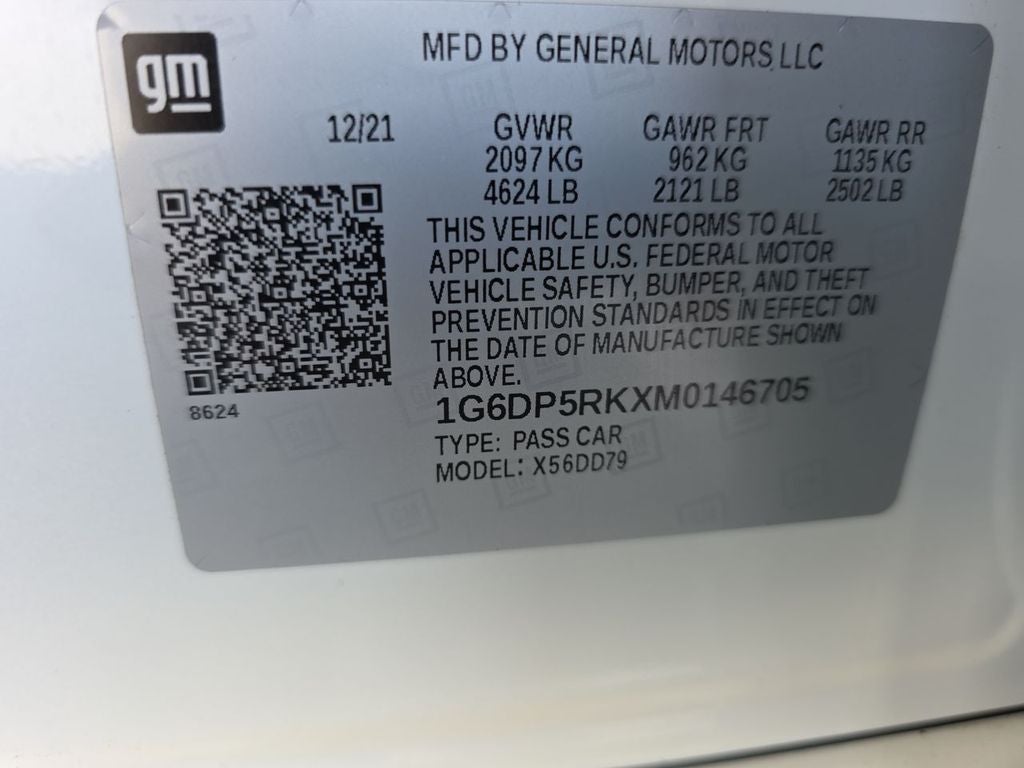 gm
MFD BY GENERAL MOTORS LLC
12/21 GVWR GAWR FRT GAWR RR
2097 KG 962 KG 1135 KG
4624 LB 2121 LB 2502 LB
THIS VEHICLE CONFORMS TO ALL
APPLICABLE U.S. FEDERAL MOTOR
VEHICLE SAFETY, BUMPER, AND THEFT
PREVENTION STANDARDS IN EFFECT ON
THE DATE OF MANUFACTURE SHOWN
ABOVE.
8624
1G6DP5RKXM0146705
TYPE: PASS CAR
MODEL: X56DD79